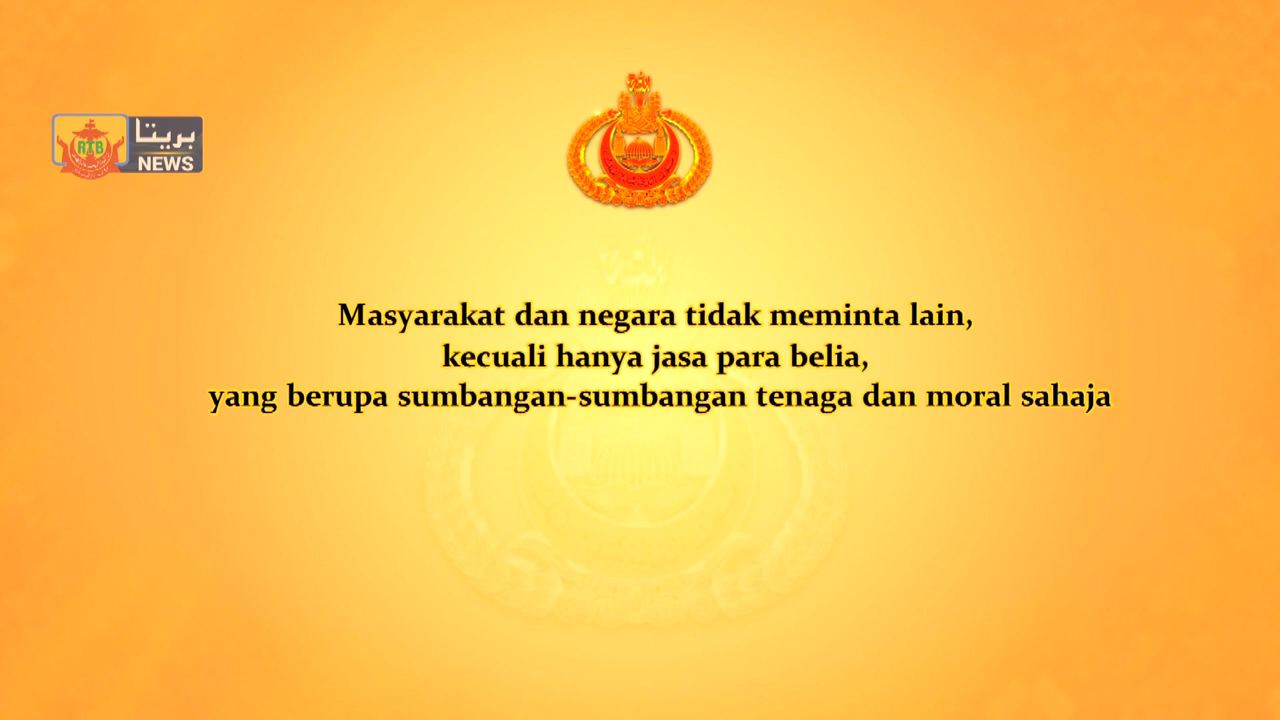 RTB
بريتا
NEWS
Masyarakat dan negara tidak meminta lain,
kecuali hanya jasa para belia,
yang berupa sumbangan-sumbangan tenaga dan moral sahaja